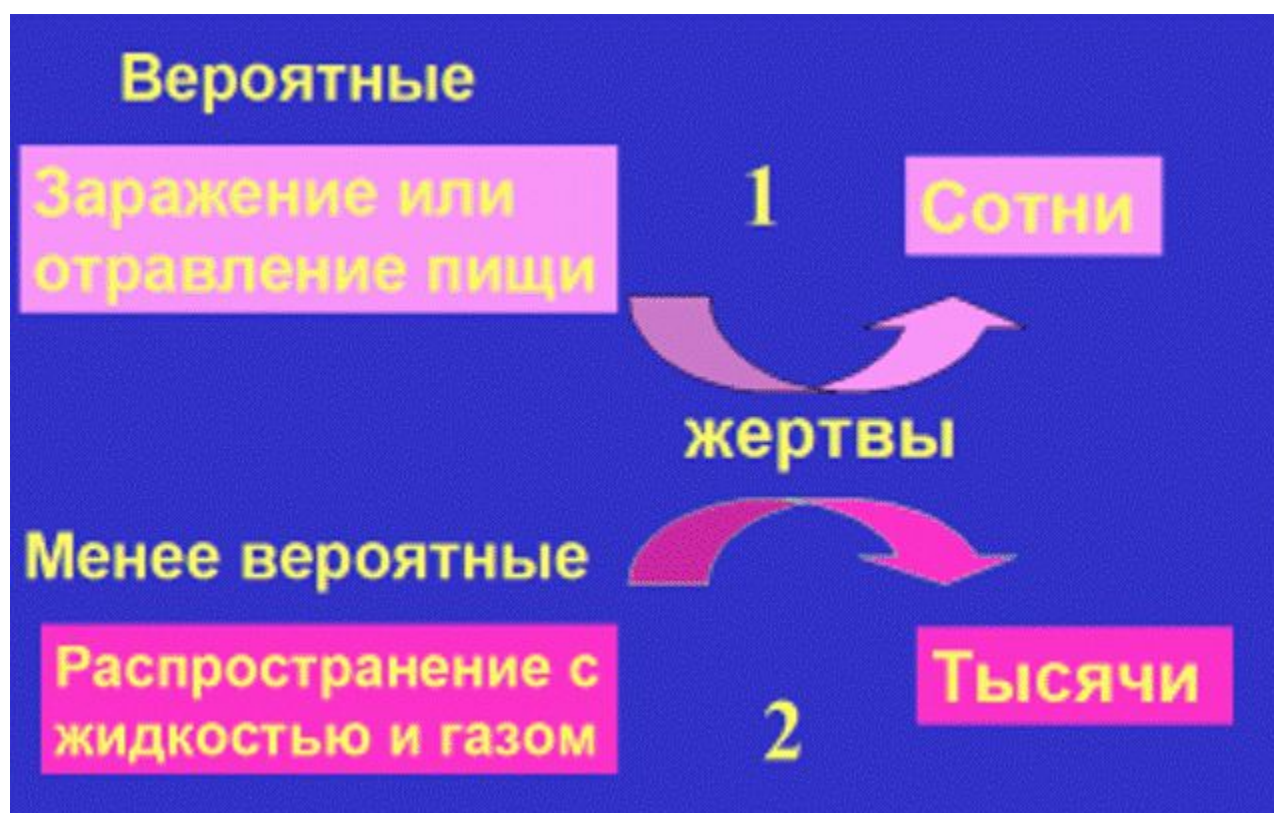 Вероятные
Заражение или
отравление пищи
1
Сотни
жертвы
Менее вероятные
Распространение с
жидкостью и газом
2
Тысячи